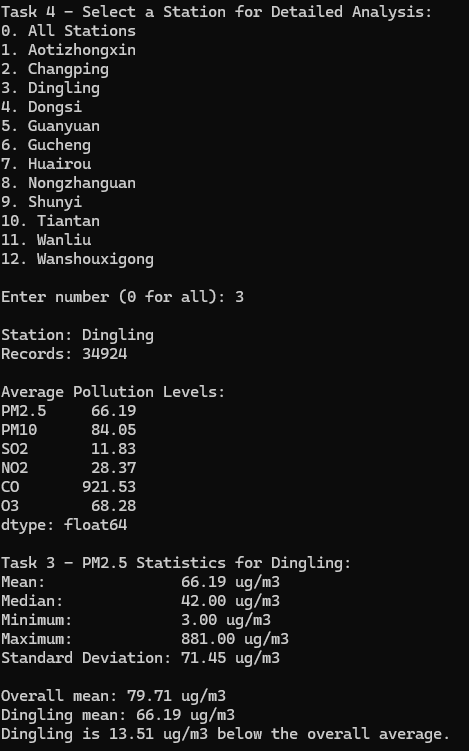 Task 4 - Select a Station for Detailed Analysis:
0. All Stations
1. Aotizhongxin
2. Changping
3. Dingling
4. Dongsi
5. Guanyuan
6. Gucheng
7. Huairou
8. Nongzhanguan
9. Shunyi
10. Tiantan
11. Wanliu
12. Wanshouxigong
Enter number (0 for all): 3
Station: Dingling
Records: 34924
Average Pollution Levels:
PM2.5     66.19
PM10      84.05
SO2       11.83
NO2       28.37
CO       921.53
O3        68.28
dtype: float64
Task 3 - PM2.5 Statistics for Dingling:
Mean:               66.19 ug/m3
Median:             42.00 ug/m3
Minimum:            3.00 ug/m3
Maximum:            881.00 ug/m3
Standard Deviation: 71.45 ug/m3
Overall mean: 79.71 ug/m3
Dingling mean: 66.19 ug/m3
Dingling is 13.51 ug/m3 below the overall average.